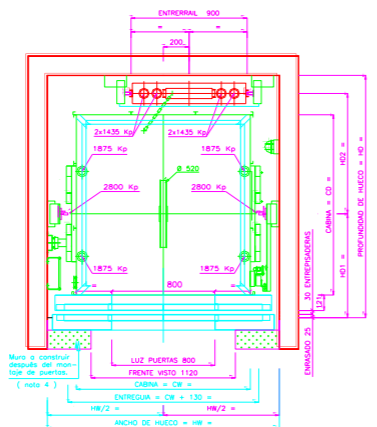 ENTRERRAIL 900
= =
200
2x1435 Kp 2x1435 Kp
1875 Kp 1875 Kp
Ø 520
2800 Kp 2800 Kp
1875 Kp 1875 Kp
= 800 =
LUZ PUERTAS 800
FRENTE VISTO 1120
CABINA = CW =
ENTREGUIA = CW + 130 =
HW/2 = HW/2 =
ANCHO DE HUECO = HW =
Muro a construir
después del mon-
taje de puertas.
( nota 4 )
ENRASADO 25
30 ENTREPISADERAS
121
HD1 =
HD2 =
CABINA = CD =
PROFUNDIDAD DE HUECO = HD =